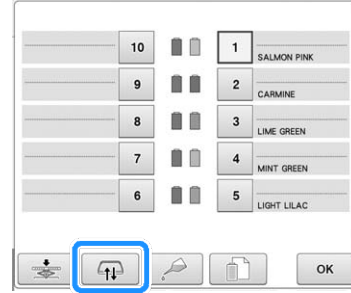 10 1 SALMON PINK
9 2 CARMINE
8 3 LIME GREEN
7 4 MINT GREEN
6 5 LIGHT LILAC
OK